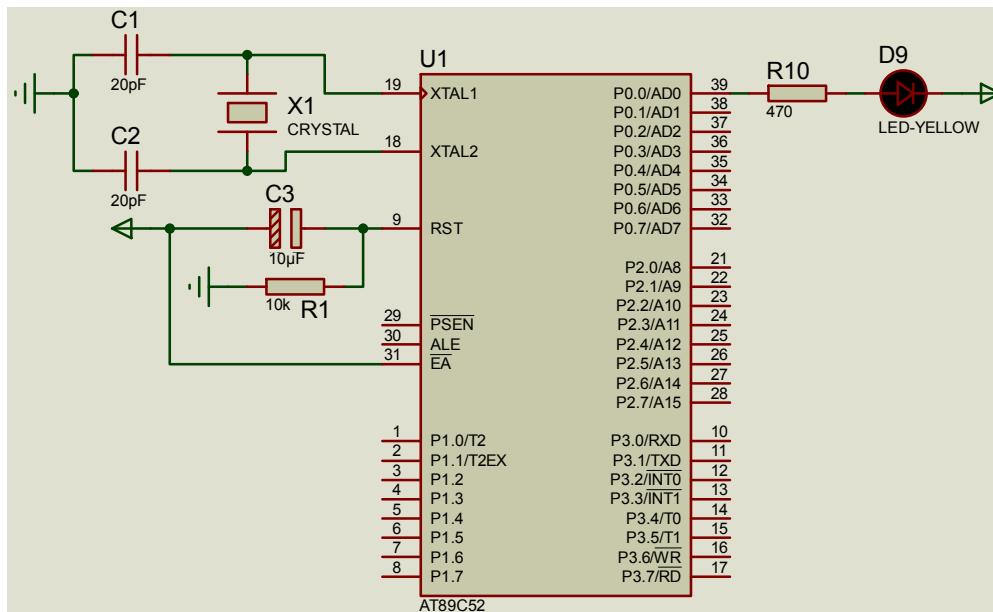 C1
20pF
X1
CRYSTAL
C2
20pF
C3
10µF
10k
R1
U1
19 XTAL1
18 XTAL2
9 RST
29 PSEN
30 ALE
31 EA
1 P1.0/T2
2 P1.1/T2EX
3 P1.2
4 P1.3
5 P1.4
6 P1.5
7 P1.6
8 P1.7
P0.0/AD0 39
P0.1/AD1 38
P0.2/AD2 37
P0.3/AD3 36
P0.4/AD4 35
P0.5/AD5 34
P0.6/AD6 33
P0.7/AD7 32
P2.0/A8 21
P2.1/A9 22
P2.2/A10 23
P2.3/A11 24
P2.4/A12 25
P2.5/A13 26
P2.6/A14 27
P2.7/A15 28
P3.0/RXD 10
P3.1/TXD 11
P3.2/INT0 12
P3.3/INT1 13
P3.4/T0 14
P3.5/T1 15
P3.6/WR 16
P3.7/RD 17
AT89C52
R10
470
D9
LED-YELLOW